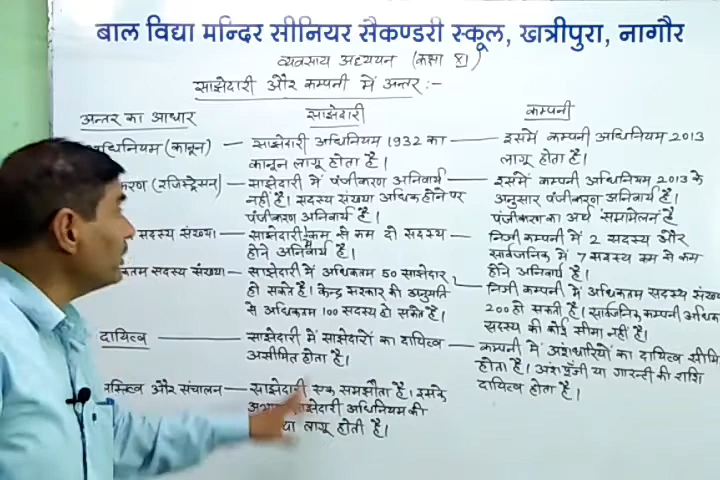 बाल विद्या मन्दिर सीनियर सैकण्डरी स्कूल, खत्रीपुरा, नागौर
व्यवसाय अध्ययन (कक्षा XI)
साझेदारी और कम्पनी में अन्तर :-
अन्तर का आधार साझेदारी कम्पनी
अधिनियम (कानून) — साझेदारी अधिनियम 1932 का — इसमें कम्पनी अधिनियम 2013
कानून लागू होता है। लागू होता है।
करण (रजिस्ट्रेसन) — साझेदारी में पंजीकरण अनिवार्य — इसमें कम्पनी अधिनियम 2013 के
नहीं है। सदस्य संख्या अधिक होने पर अनुसार पंजीकरण अनिवार्य है।
पंजीकरण अनिवार्य है। पंजीकरण का अर्थ समामेलन है
सदस्य संख्या — साझेदारी में कम से कम दो सदस्य — निजी कम्पनी में 2 सदस्य और
होने अनिवार्य है। सार्वजनिक में 7 सदस्य कम से कम
होने अनिवार्य है।
कतम सदस्य संख्या — साझेदारी में अधिकतम 50 साझेदार — निजी कम्पनी में अधिकतम सदस्य संख्या
हो सकते है। केन्द्र सरकार की अनुमति 200 हो सकती है। सार्वजनिक कम्पनी अधिक
से अधिकतम 100 सदस्य हो सकते है। सदस्य की कोई सीमा नहीं है।
दायित्व — साझेदारी में साझेदारों का दायित्व — कम्पनी में अंशधारियों का दायित्व सीमि
असीमित होता है। होता है। अंश पूँजी या गारन्टी की राशि
दायित्व होता है।
और संचालन — साझेदारी एक समझौता है। इसके
साझेदारी अधिनियम की
लागू होती है।